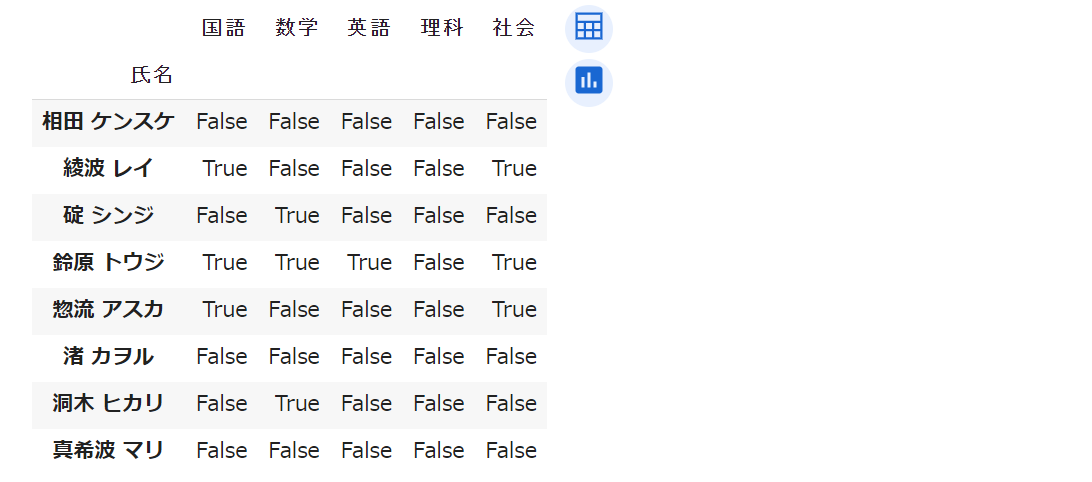 国語 数学 英語 理科 社会
氏名
相田 ケンスケ False False False False False
綾波 レイ True False False False True
碇 シンジ False True False False False
鈴原 トウジ True True True False True
惣流 アスカ True False False False True
渚 カヲル False False False False False
洞木 ヒカリ False True False False False
真希波 マリ False False False False False